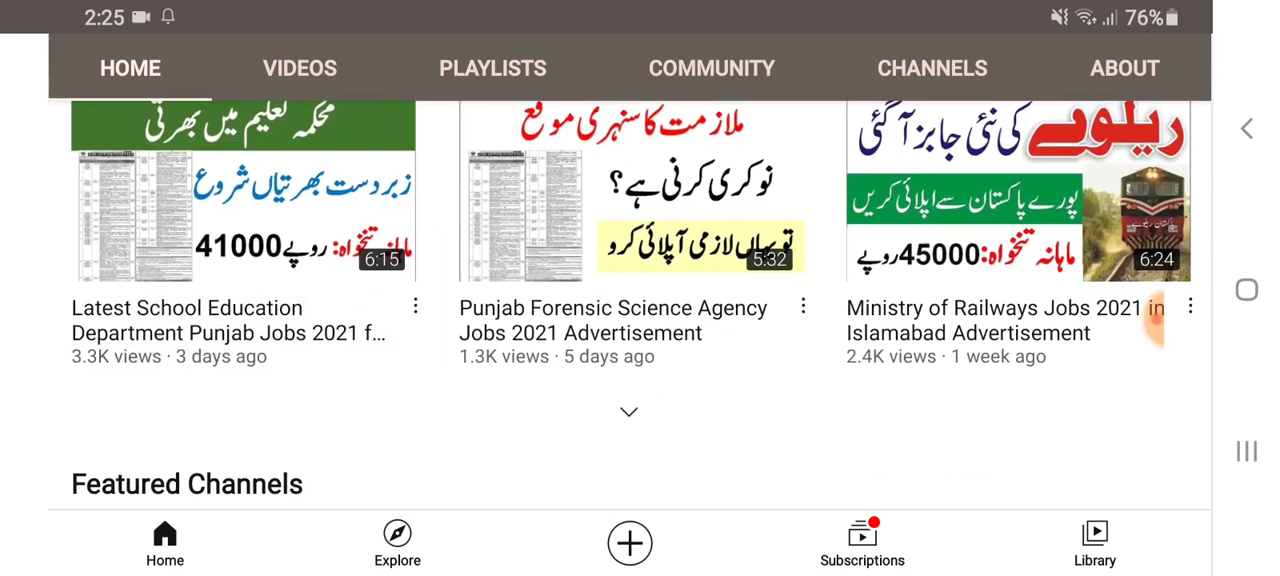 2:25
76%
HOME
VIDEOS
PLAYLISTS
COMMUNITY
CHANNELS
ABOUT
محکمہ تعلیم میں بھرتی
زبردست بھرتیاں شروع
ماہانہ تنخواہ: 41000 روپے
6:15
Latest School Education
Department Punjab Jobs 2021 f...
3.3K views · 3 days ago
ملازمت کا سنہری موقع
نوکری کرنی ہے؟
تو یہاں لازمی آپلائی کرو
5:32
Punjab Forensic Science Agency
Jobs 2021 Advertisement
1.3K views · 5 days ago
ریلوے کی نئی جابز آ گئی
پورے پاکستان سے اپلائی کریں
ماہانہ تنخواہ: 45000 روپے
6:24
Ministry of Railways Jobs 2021 in
Islamabad Advertisement
2.4K views · 1 week ago
Featured Channels
Home
Explore
Subscriptions
Library